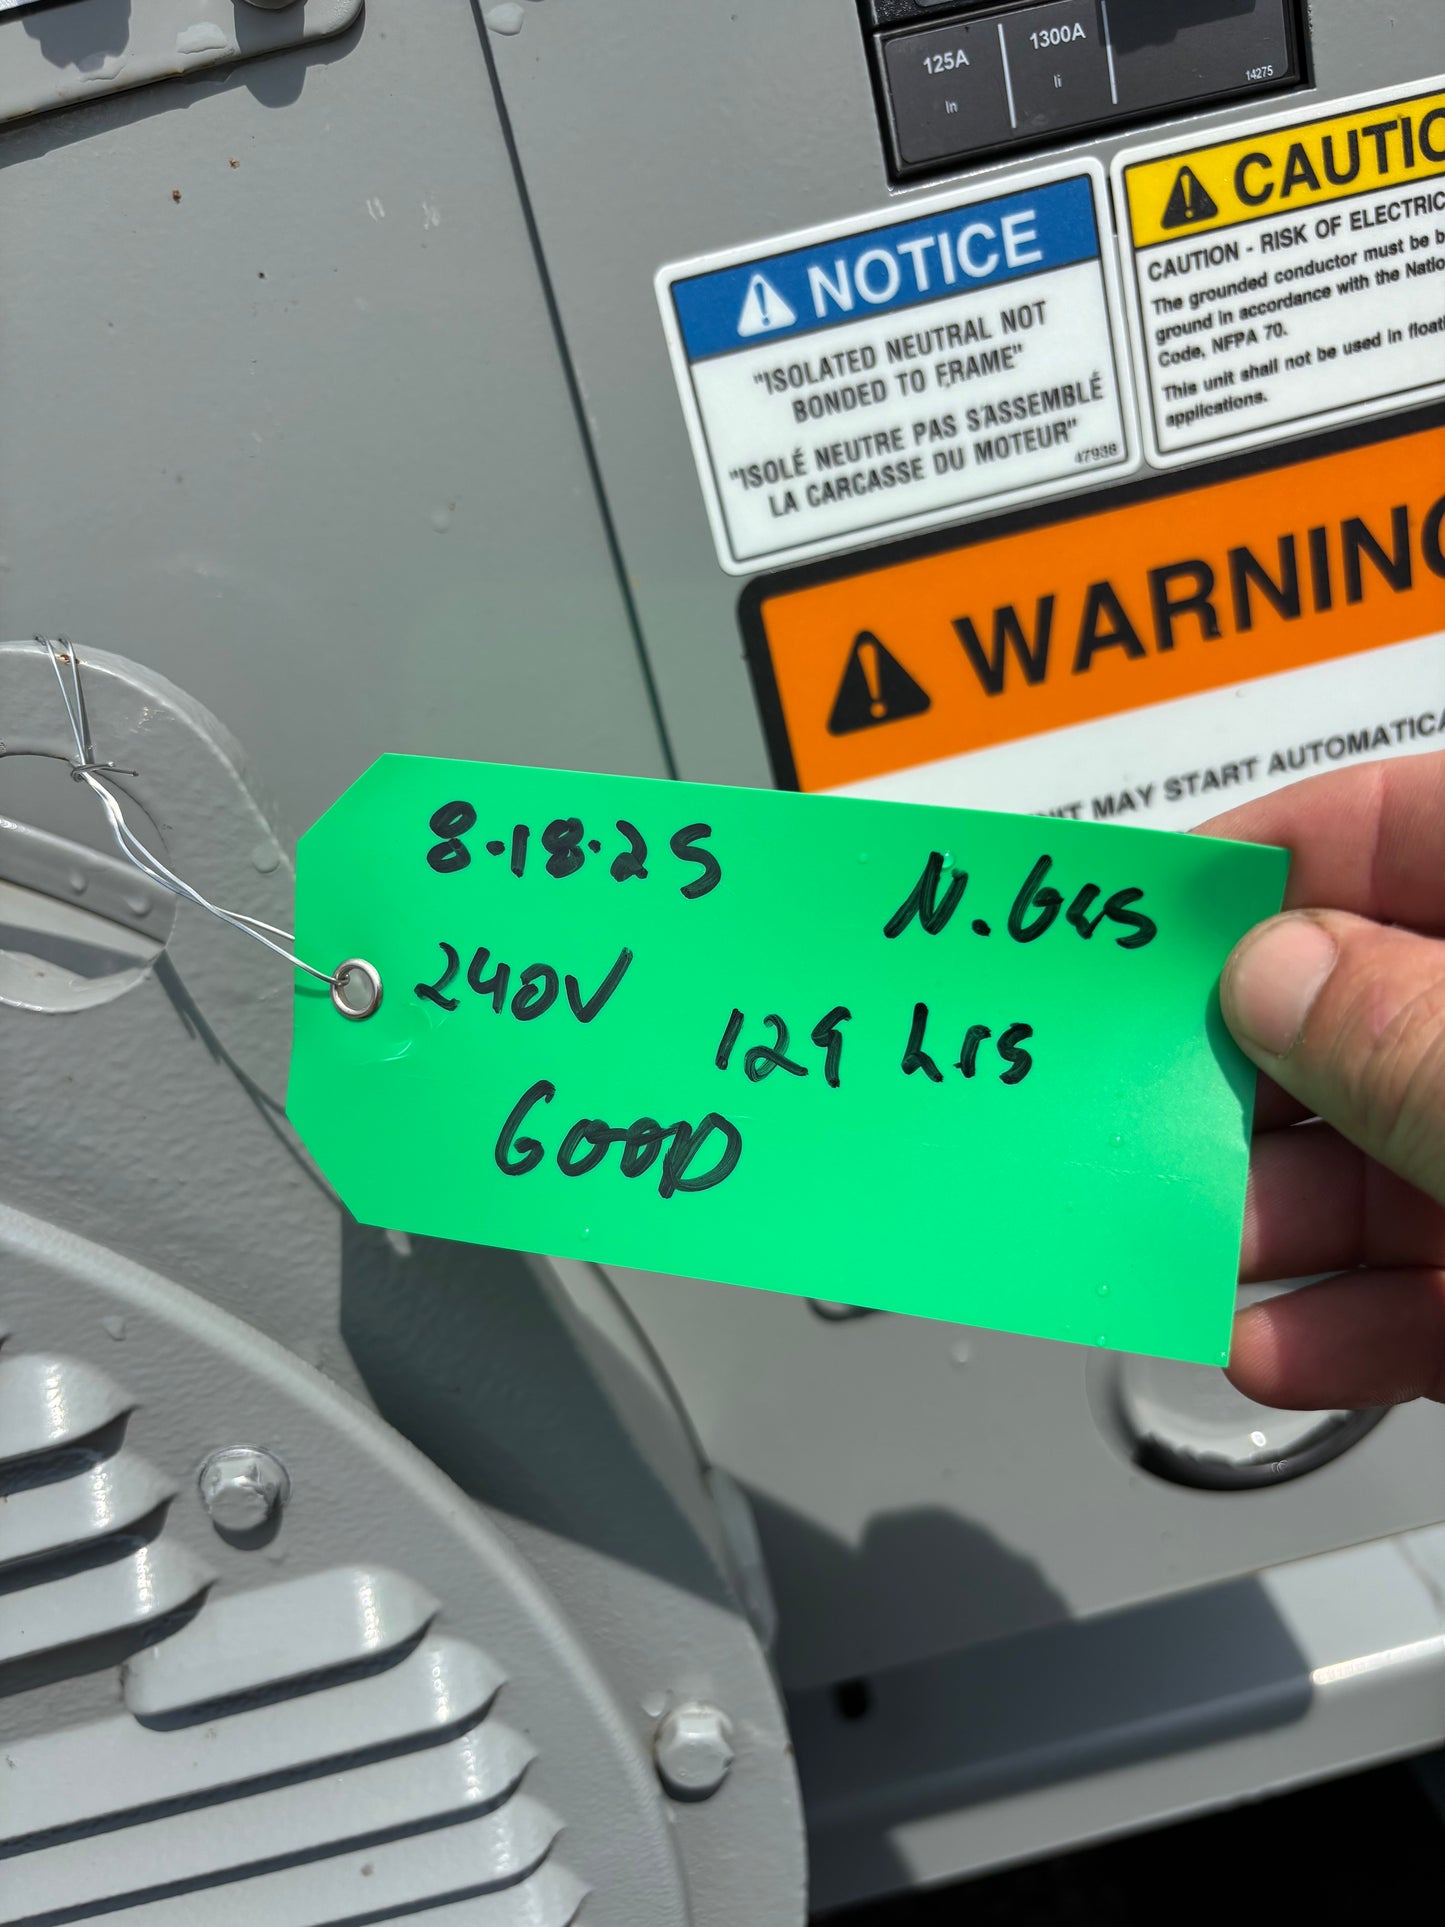 125A
In
1300A
Ii
14275
NOTICE
"ISOLATED NEUTRAL NOT
BONDED TO FRAME"
"ISOLÉ NEUTRE PAS S'ASSEMBLÉ
LA CARCASSE DU MOTEUR"
47938
CAUTIO
CAUTION - RISK OF ELECTRIC
The grounded conductor must be b
ground in accordance with the Natio
Code, NFPA 70.
This unit shall not be used in floati
applications.
WARNING
MAY START AUTOMATICA
8.18.25
N. Gas
240V
129 hrs
GOOD